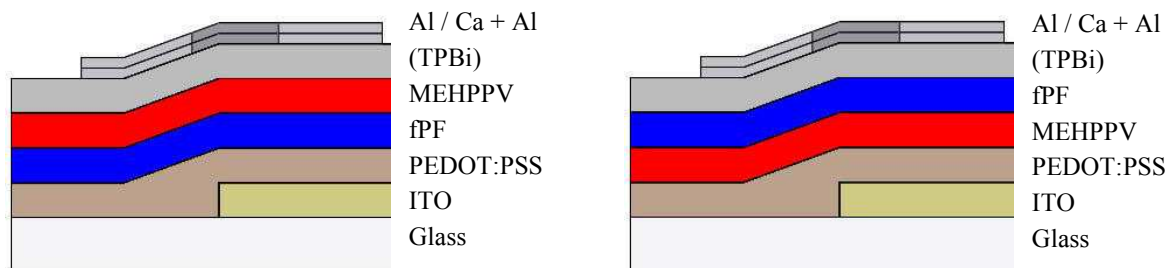 Al / Ca + Al
(TPBi)
MEHPPV
fPF
PEDOT:PSS
ITO
Glass
Al / Ca + Al
(TPBi)
fPF
MEHPPV
PEDOT:PSS
ITO
Glass